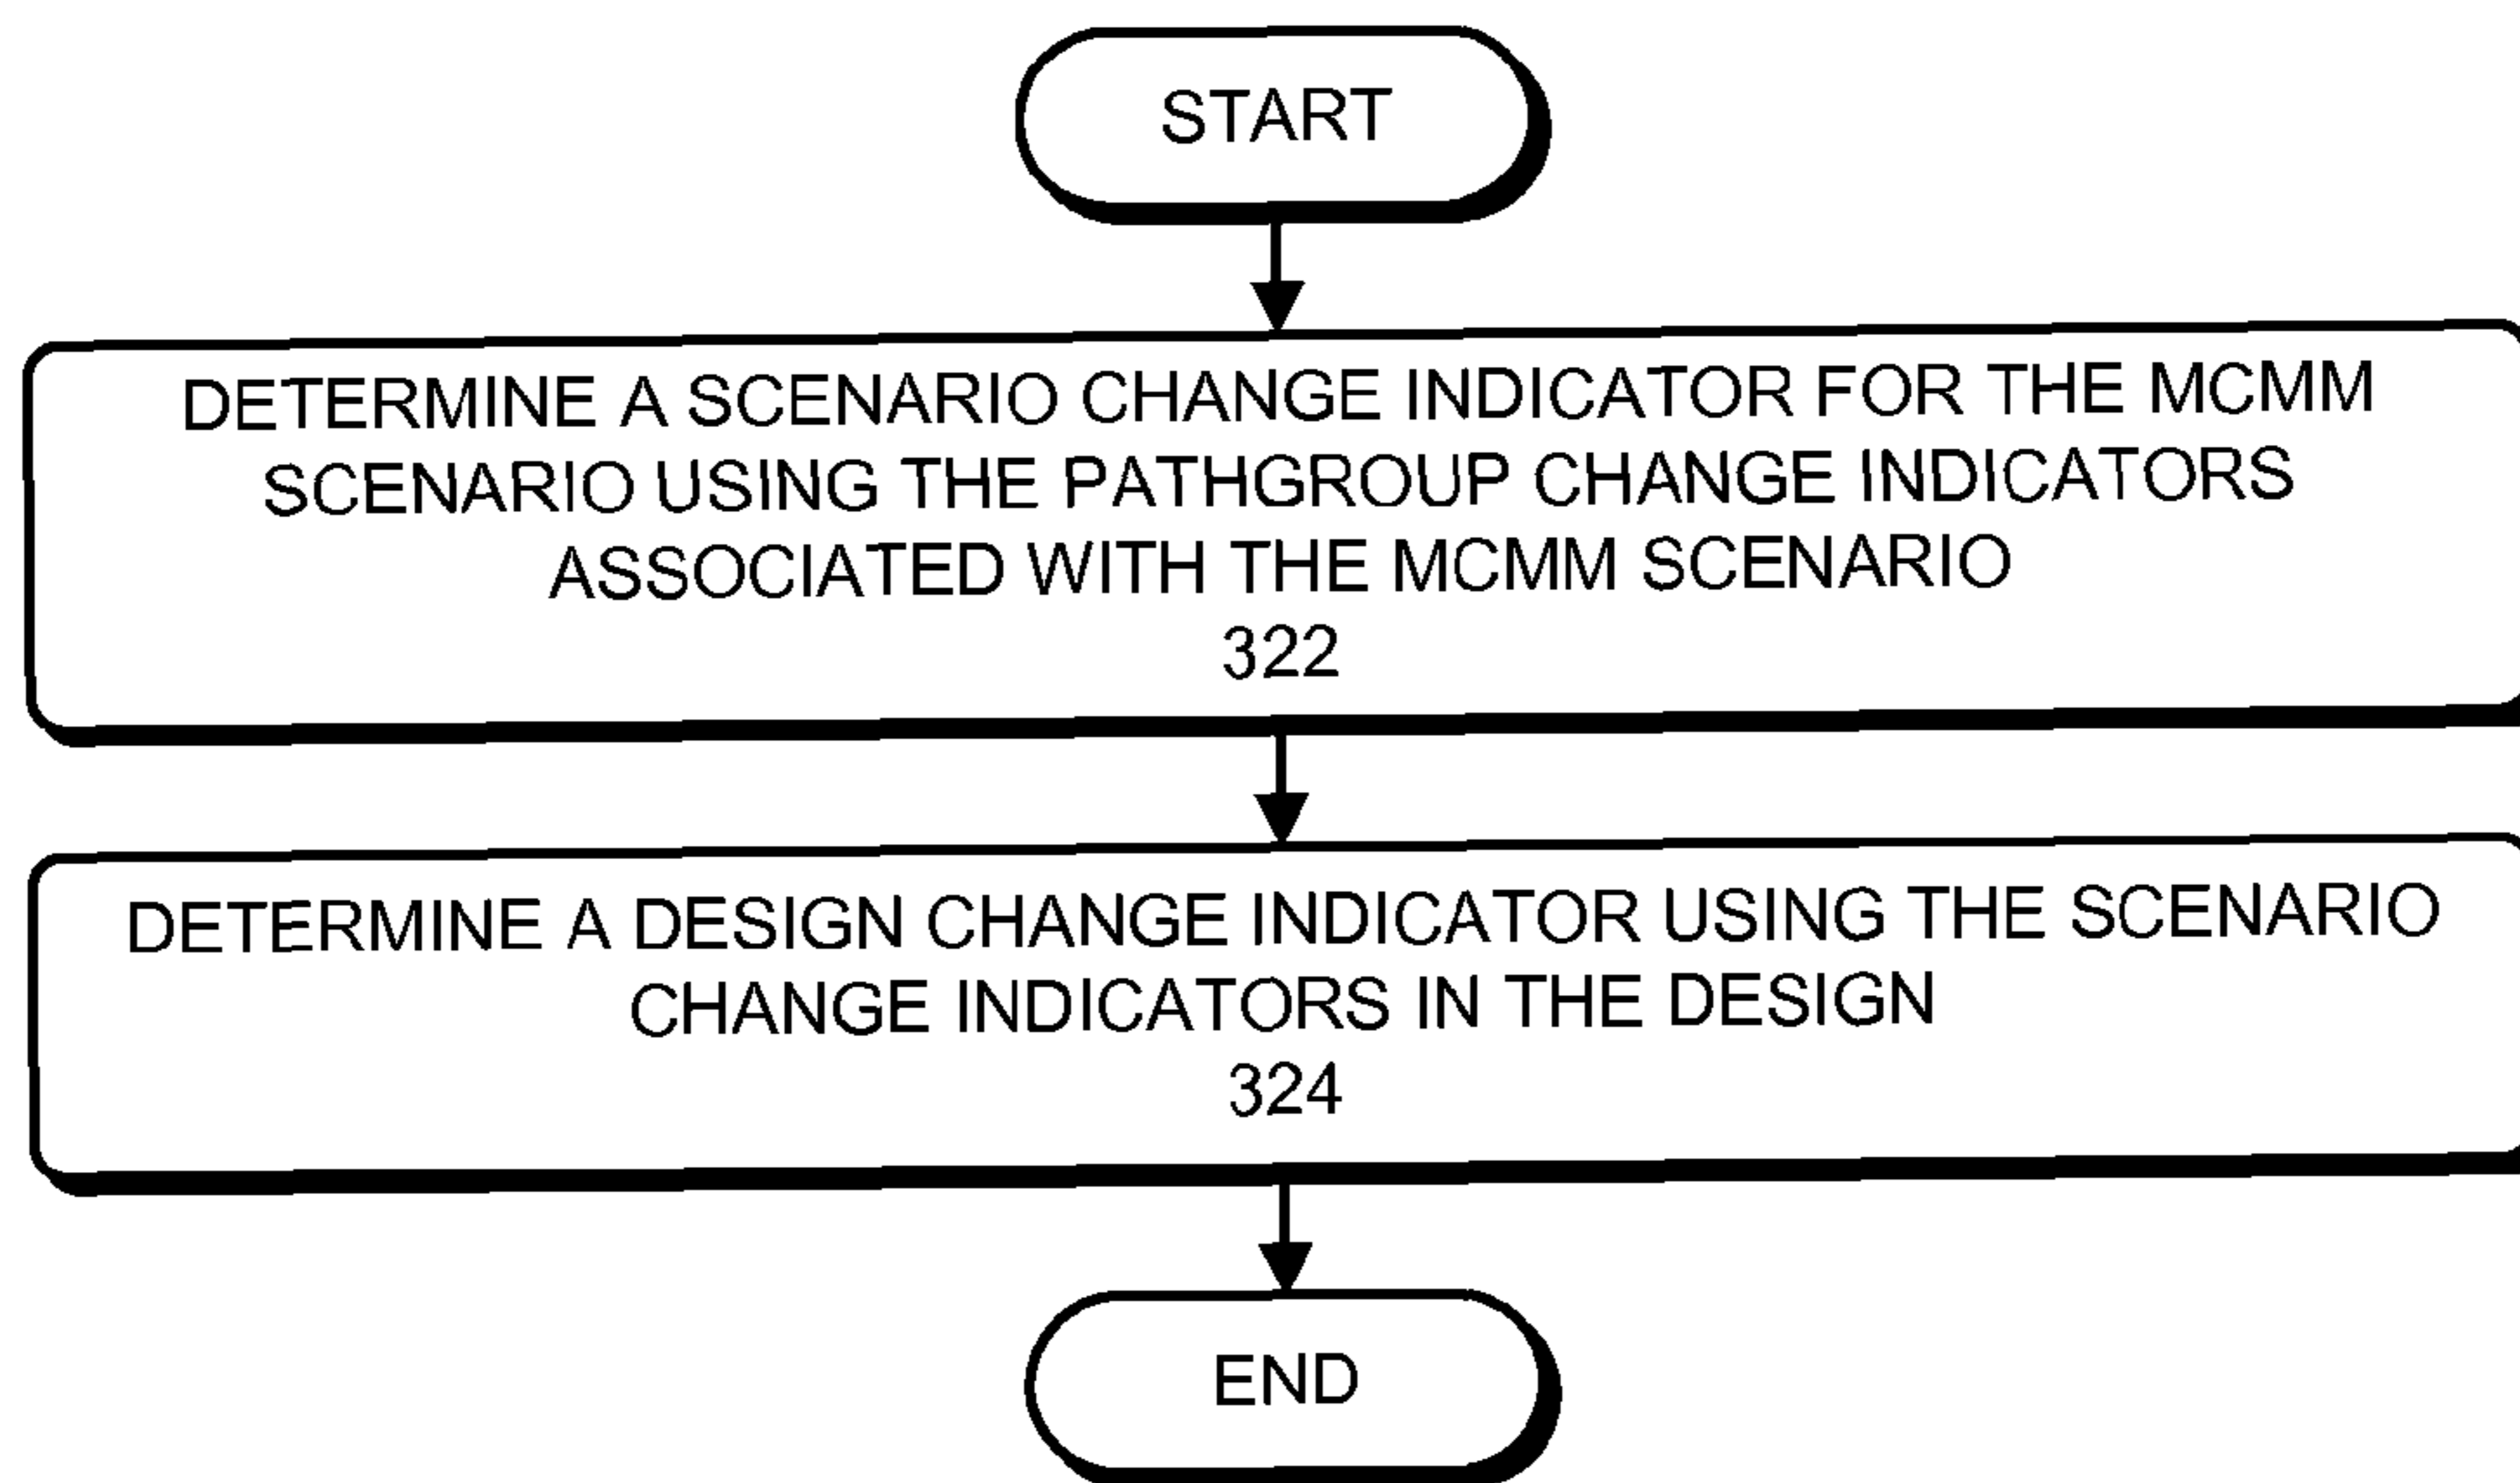 START
DETERMINE A SCENARIO CHANGE INDICATOR FOR THE MCMM
SCENARIO USING THE PATHGROUP CHANGE INDICATORS
ASSOCIATED WITH THE MCMM SCENARIO
322
DETERMINE A DESIGN CHANGE INDICATOR USING THE SCENARIO
CHANGE INDICATORS IN THE DESIGN
324
END